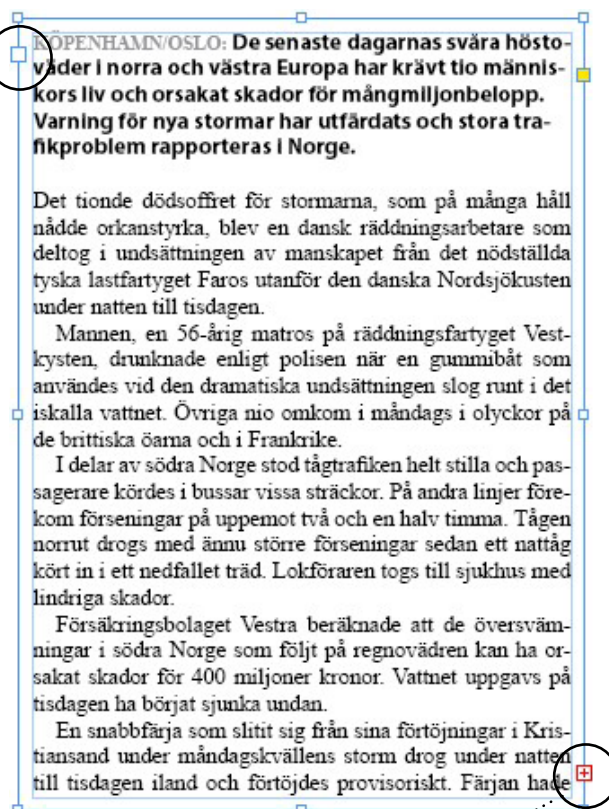 KÖPENHAMN/OSLO: De senaste dagarnas svåra hösto-
väder i norra och västra Europa har krävt tio männis-
kors liv och orsakat skador för mångmiljonbelopp.
Varning för nya stormar har utfärdats och stora tra-
fikproblem rapporteras i Norge.
Det tionde dödsoffret för stormarna, som på många håll
nådde orkanstyrka, blev en dansk räddningsarbetare som
deltog i undsättningen av manskapet från det nödställda
tyska lastfartyget Faros utanför den danska Nordsjökusten
under natten till tisdagen.
Mannen, en 56-årig matros på räddningsfartyget Vest-
kysten, drunknade enligt polisen när en gummibåt som
användes vid den dramatiska undsättningen slog runt i det
iskalla vattnet. Övriga nio omkom i måndags i olyckor på
de brittiska öarna och i Frankrike.
I delar av södra Norge stod tågtrafiken helt stilla och pas-
sagerare kördes i bussar vissa sträckor. På andra linjer före-
kom förseningar på uppemot två och en halv timma. Tågen
norrut drogs med ännu större förseningar sedan ett nattåg
kört in i ett nedfallet träd. Lokföraren togs till sjukhus med
lindriga skador.
Försäkringsbolaget Vestra beräknade att de översväm-
ningar i södra Norge som följt på regnovädren kan ha or-
sakat skador för 400 miljoner kronor. Vattnet uppgavs på
tisdagen ha börjat sjunka undan.
En snabbfärja som slitit sig från sina förtöjningar i Kris-
tiansand under måndagskvällens storm drog under natten
till tisdagen iland och förtöjdes provisoriskt. Färjan hade